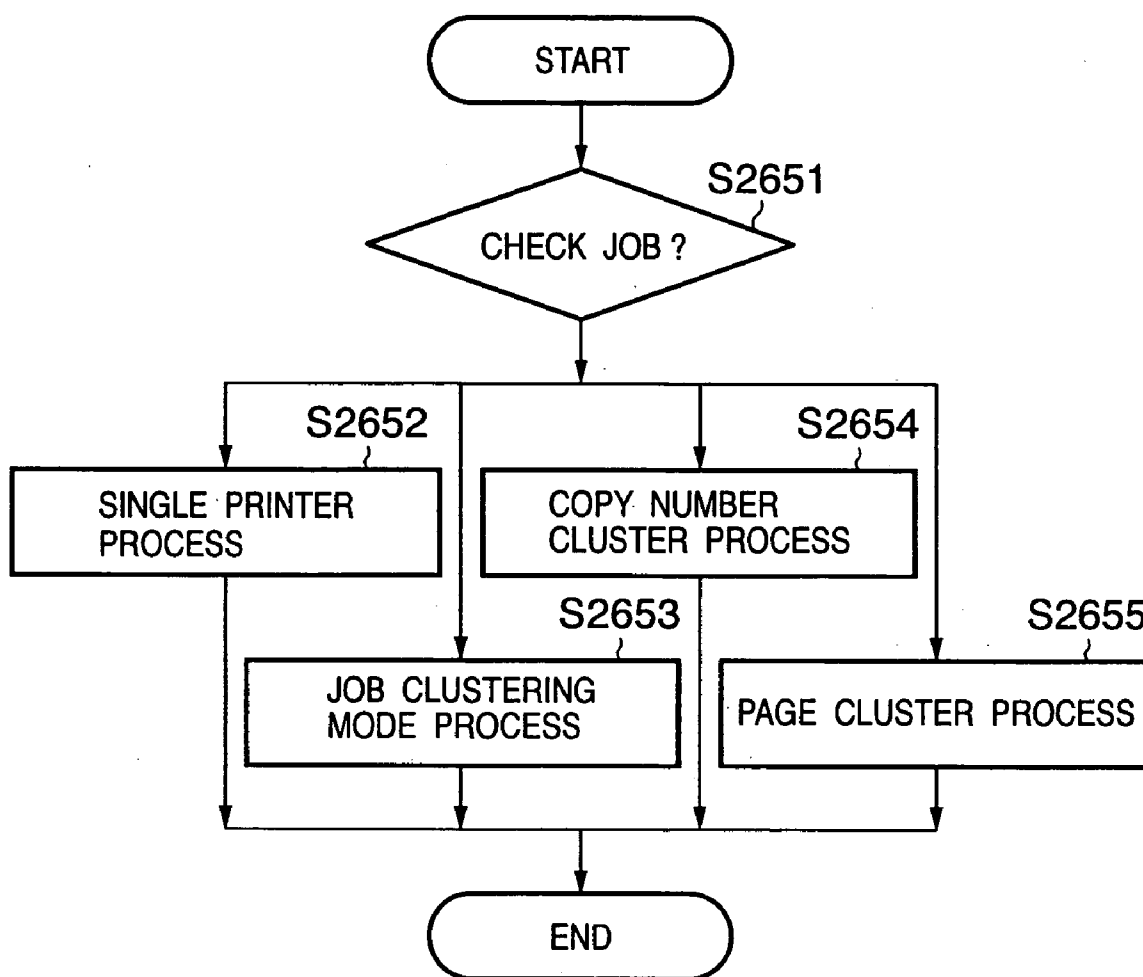 START
S2651
CHECK JOB ?
S2652
SINGLE PRINTER
PROCESS
S2654
COPY NUMBER
CLUSTER PROCESS
S2653
JOB CLUSTERING
MODE PROCESS
S2655
PAGE CLUSTER PROCESS
END